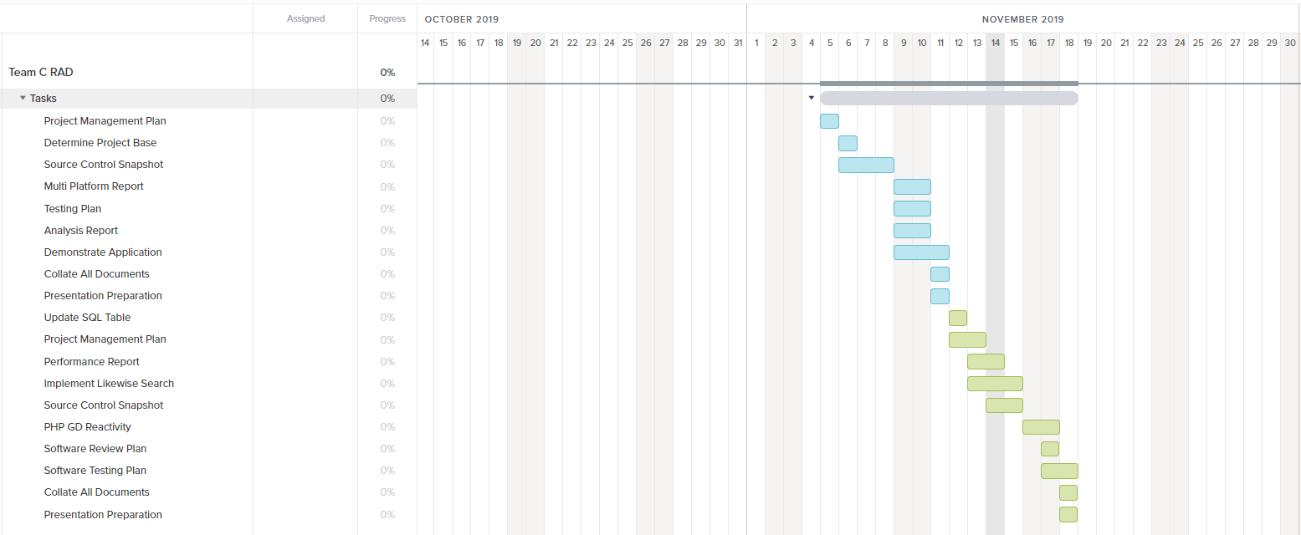 Assigned Progress OCTOBER 2019 NOVEMBER 2019
14 15 16 17 18 19 20 21 22 23 24 25 26 27 28 29 30 31 1 2 3 4 5 6 7 8 9 10 11 12 13 14 15 16 17 18 19 20 21 22 23 24 25 26 27 28 29 30
Team C RAD 0%
Tasks 0%
Project Management Plan 0%
Determine Project Base 0%
Source Control Snapshot 0%
Multi Platform Report 0%
Testing Plan 0%
Analysis Report 0%
Demonstrate Application 0%
Collate All Documents 0%
Presentation Preparation 0%
Update SQL Table 0%
Project Management Plan 0%
Performance Report 0%
Implement Likewise Search 0%
Source Control Snapshot 0%
PHP GD Reactivity 0%
Software Review Plan 0%
Software Testing Plan 0%
Collate All Documents 0%
Presentation Preparation 0%